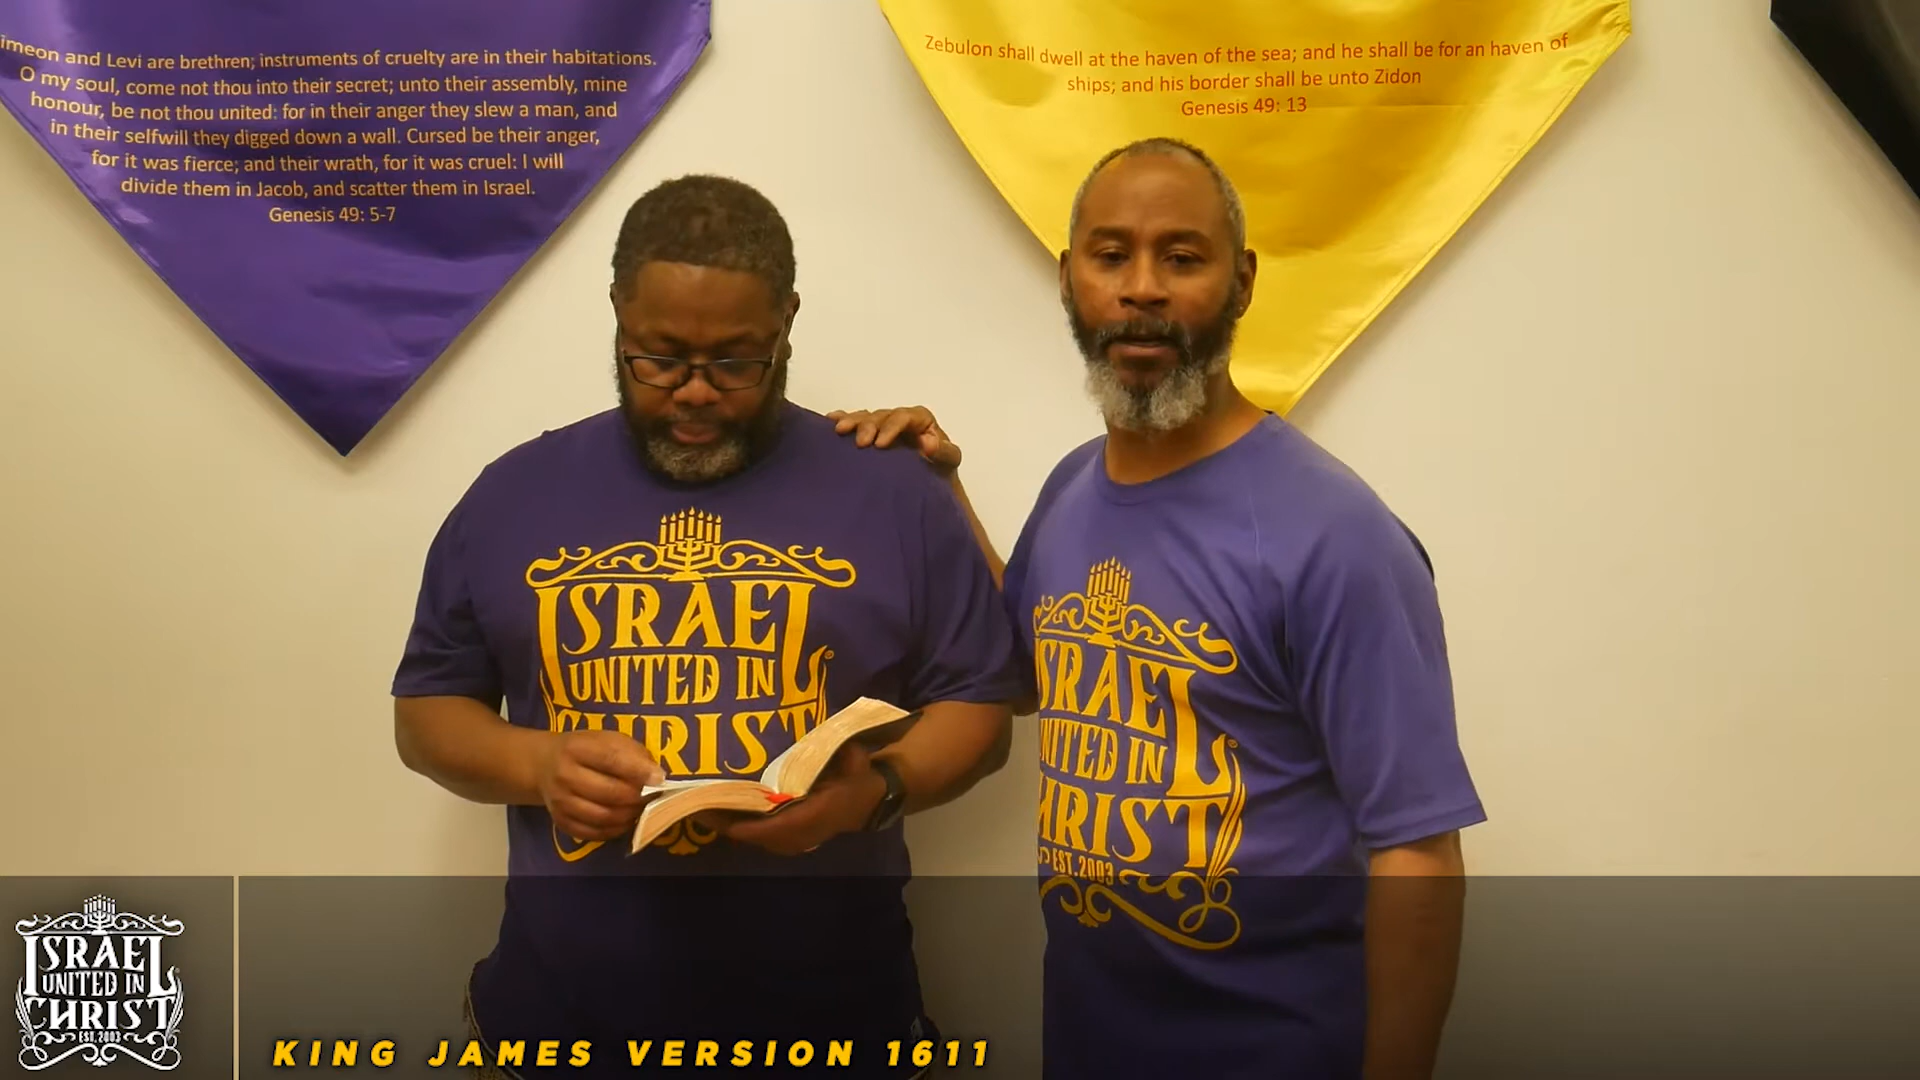 imeon and Levi are brethren; instruments of cruelty are in their habitations.
O my soul, come not thou into their secret; unto their assembly, mine
honour, be not thou united: for in their anger they slew a man, and
in their selfwill they digged down a wall. Cursed be their anger,
for it was fierce; and their wrath, for it was cruel: I will
divide them in Jacob, and scatter them in Israel.
Genesis 49: 5-7
Zebulon shall dwell at the haven of the sea; and he shall be for an haven of
ships; and his border shall be unto Zidon
Genesis 49: 13
ISRAEL
UNITED IN
CHRIST
ISRAEL
UNITED IN
CHRIST
EST.2003
ISRAEL
UNITED IN
CHRIST
EST.2003
KING JAMES VERSION 1611